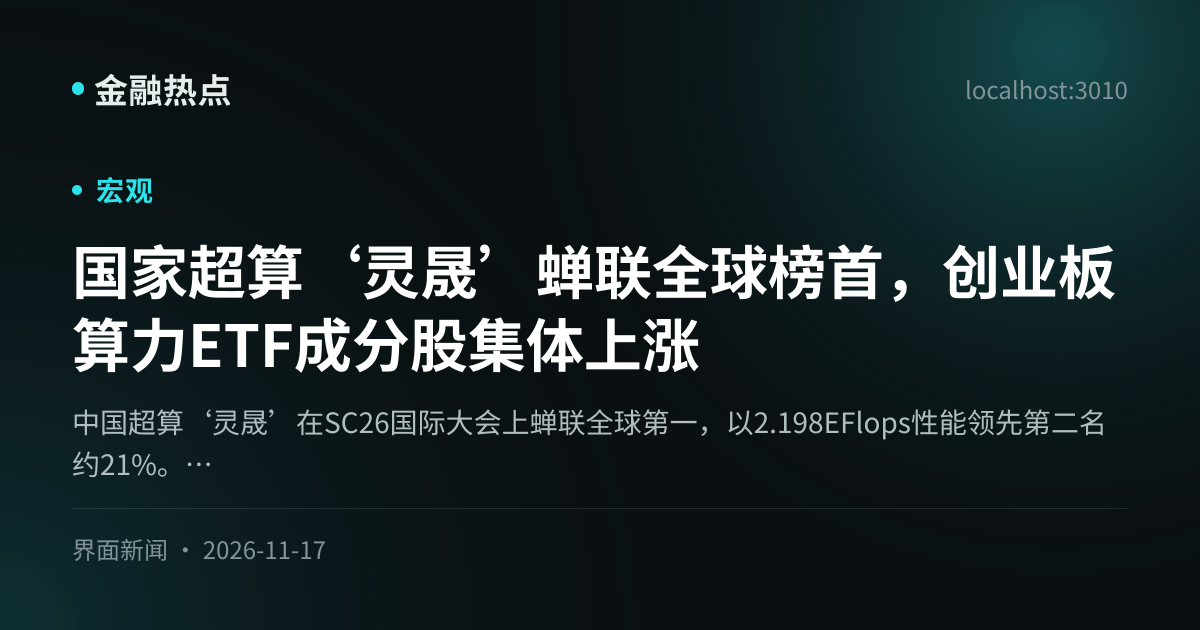 金融热点
localhost:3010
宏观
国家超算‘灵晟’蝉联全球榜首，创业板
算力ETF成分股集体上涨
中国超算‘灵晟’在SC26国际大会上蝉联全球第一，以2.198EFlops性能领先第二名
约21%。…
界面新闻 • 2026-11-17